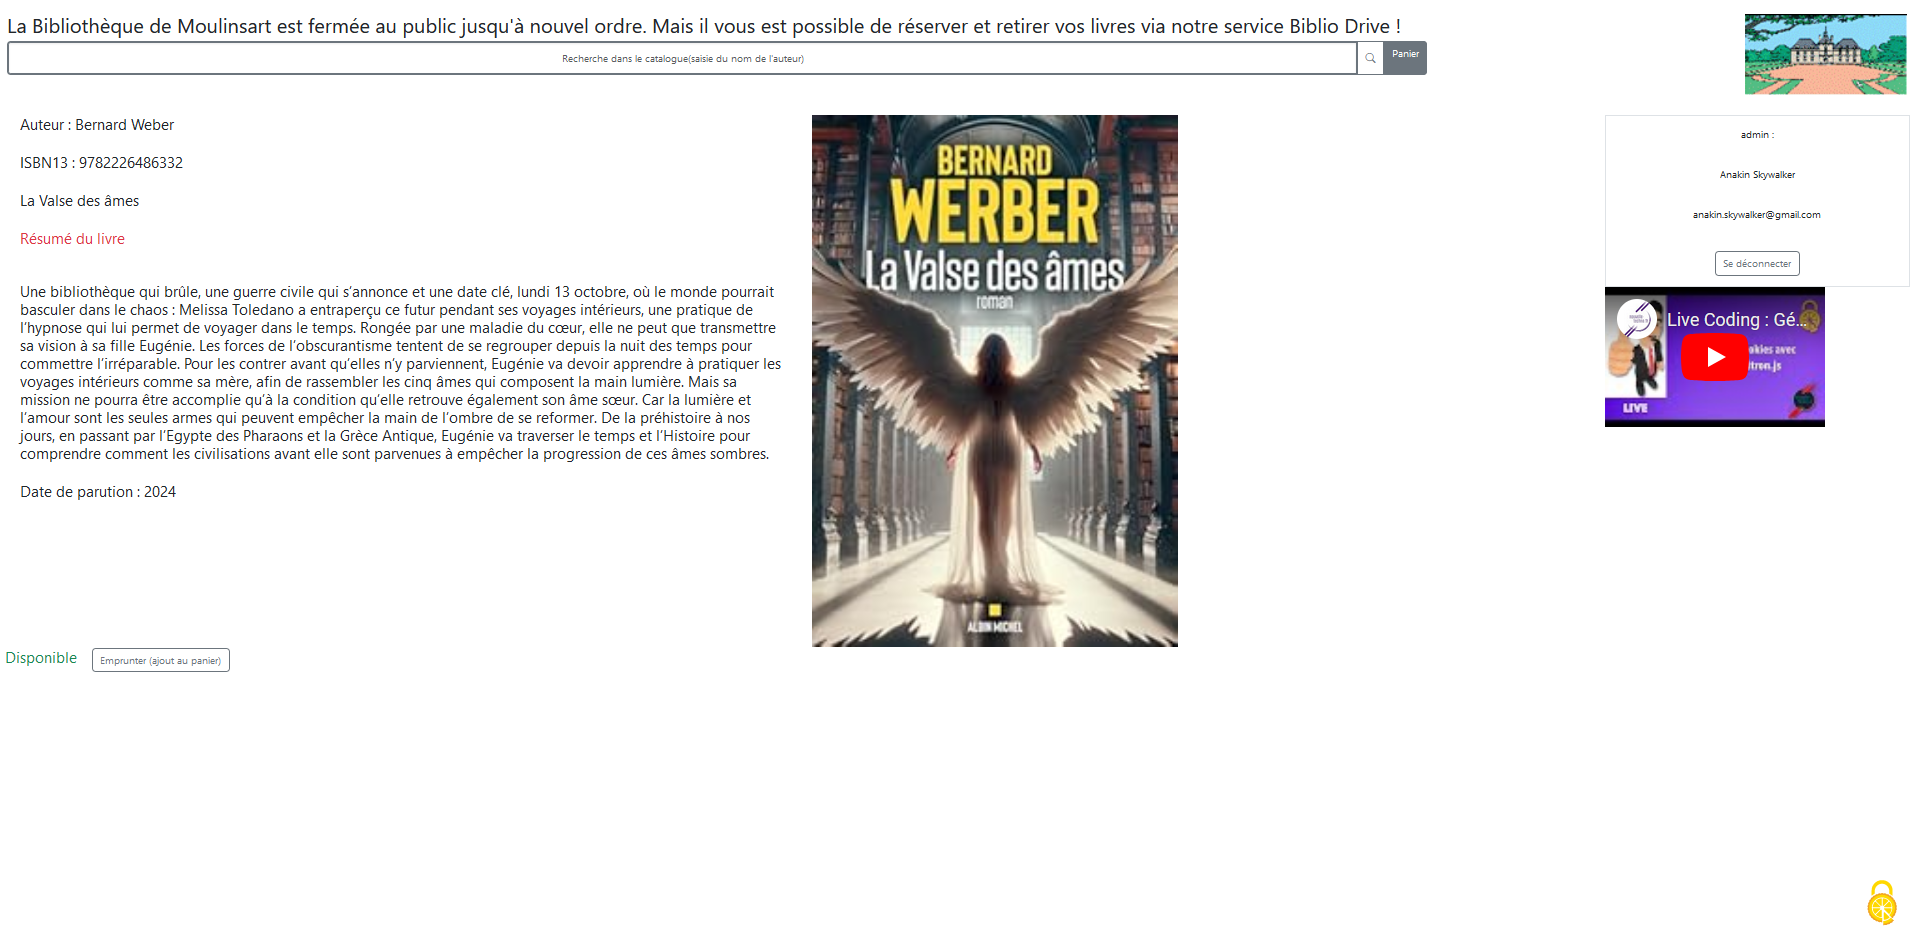 La Bibliothèque de Moulinsart est fermée au public jusqu'à nouvel ordre. Mais il vous est possible de réserver et retirer vos livres via notre service Biblio Drive !
Recherche dans le catalogue(saisie du nom de l'auteur)
Panier
Auteur : Bernard Weber
ISBN13 : 9782226486332
La Valse des âmes
Résumé du livre
Une bibliothèque qui brûle, une guerre civile qui s’annonce et une date clé, lundi 13 octobre, où le monde pourrait
basculer dans le chaos : Melissa Toledano a entraperçu ce futur pendant ses voyages intérieurs, une pratique de
l’hypnose qui lui permet de voyager dans le temps. Rongée par une maladie du cœur, elle ne peut que transmettre
sa vision à sa fille Eugénie. Les forces de l’obscurantisme tentent de se regrouper depuis la nuit des temps pour
commettre l’irréparable. Pour les contrer avant qu’elles n’y parviennent, Eugénie va devoir apprendre à pratiquer les
voyages intérieurs comme sa mère, afin de rassembler les cinq âmes qui composent la main lumière. Mais sa
mission ne pourra être accomplie qu’à la condition qu’elle retrouve également son âme sœur. Car la lumière et
l’amour sont les seules armes qui peuvent empêcher la main de l’ombre de se reformer. De la préhistoire à nos
jours, en passant par l’Egypte des Pharaons et la Grèce Antique, Eugénie va traverser le temps et l’Histoire pour
comprendre comment les civilisations avant elle sont parvenues à empêcher la progression de ces âmes sombres.
Date de parution : 2024
Disponible
Emprunter (ajout au panier)
BERNARD
WERBER
La Valse des âmes
roman
ALBIN MICHEL
admin :
Anakin Skywalker
anakin.skywalker@gmail.com
Se déconnecter
Live Coding : Gé...
okies avec
itron.js
LIVE